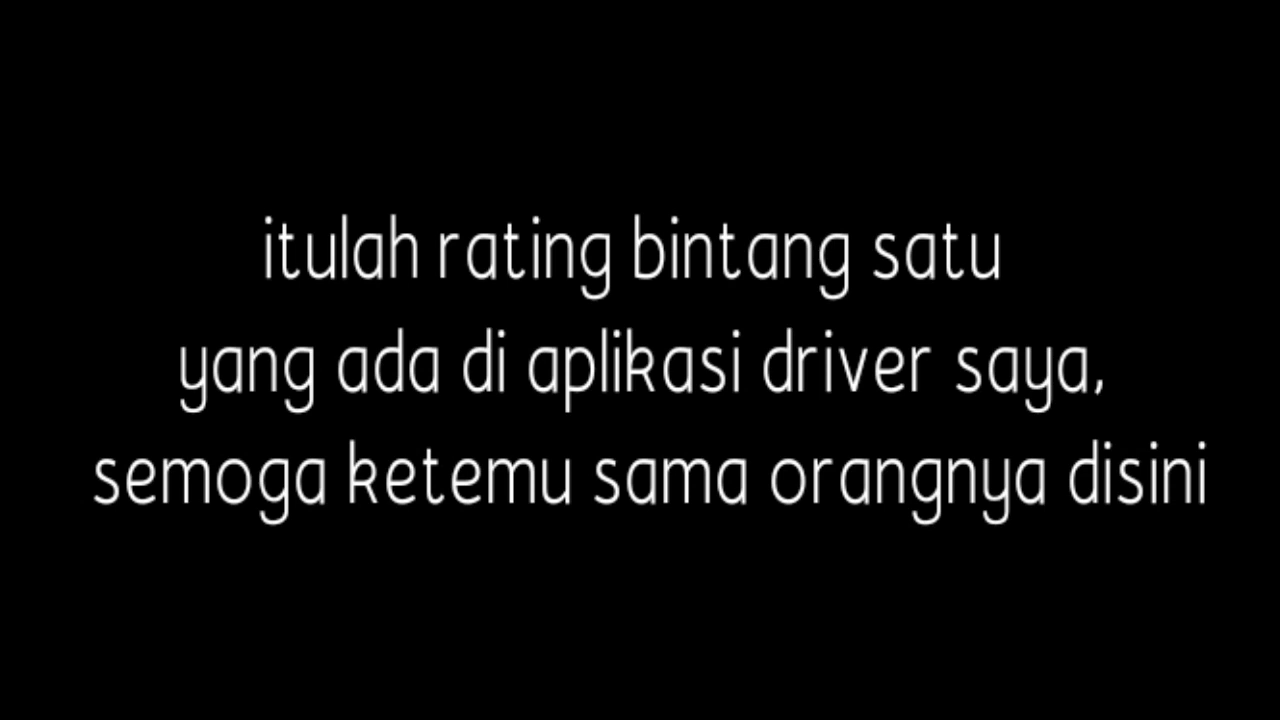 itulah rating bintang satu
yang ada di aplikasi driver saya,
semoga ketemu sama orangnya disini